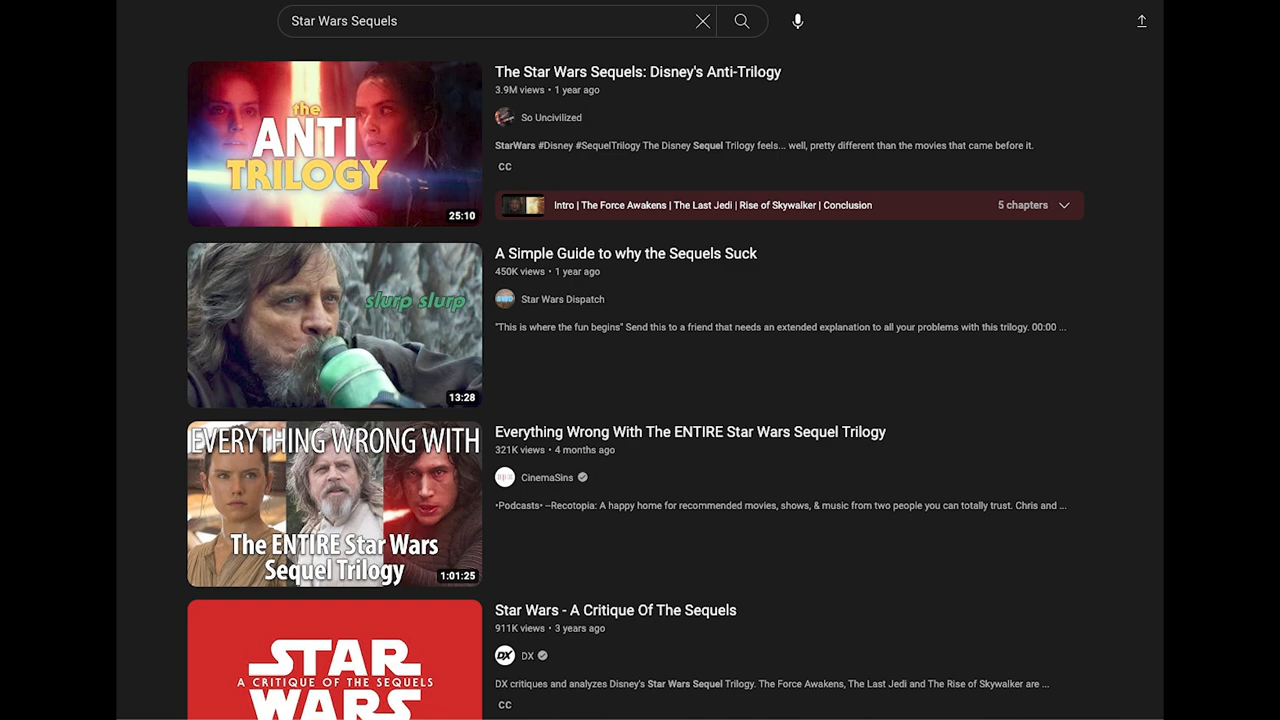 Star Wars Sequels
the
ANTI
TRILOGY
25:10
The Star Wars Sequels: Disney's Anti-Trilogy
3.9M views • 1 year ago
So Uncivilized
StarWars #Disney #SequelTrilogy The Disney Sequel Trilogy feels... well, pretty different than the movies that came before it.
CC
Intro | The Force Awakens | The Last Jedi | Rise of Skywalker | Conclusion
5 chapters
slurp slurp
13:28
A Simple Guide to why the Sequels Suck
450K views • 1 year ago
Star Wars Dispatch
"This is where the fun begins" Send this to a friend that needs an extended explanation to all your problems with this trilogy. 00:00 ...
EVERYTHING WRONG WITH
The ENTIRE Star Wars
Sequel Trilogy
1:01:25
Everything Wrong With The ENTIRE Star Wars Sequel Trilogy
321K views • 4 months ago
CinemaSins
•Podcasts• --Recotopia: A happy home for recommended movies, shows, & music from two people you can totally trust. Chris and ...
STAR
A CRITIQUE OF THE SEQUELS
WARS
Star Wars - A Critique Of The Sequels
911K views • 3 years ago
DX
DX
DX critiques and analyzes Disney's Star Wars Sequel Trilogy. The Force Awakens, The Last Jedi and The Rise of Skywalker are ...
CC